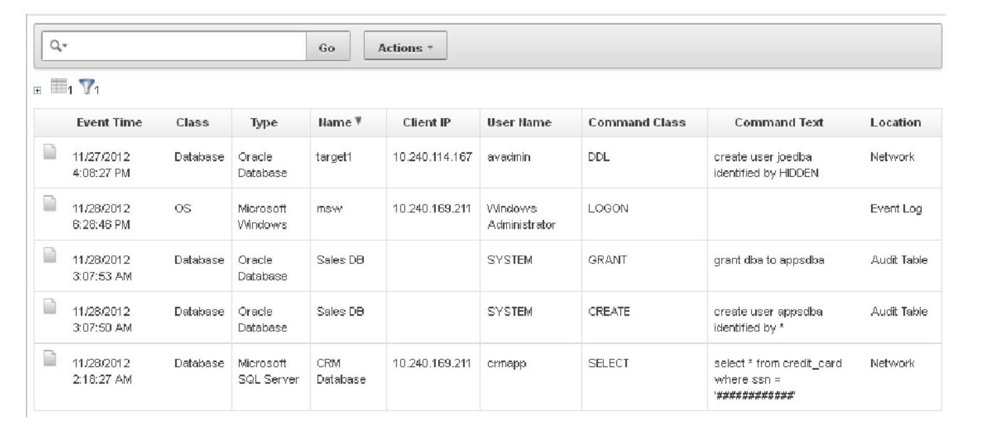 Go Actions
1 1
Event Time Class Type Name Client IP User Name Command Class Command Text Location
11/27/2012 Database Oracle target1 10.240.114.167 avadmin DDL create user joedba Network
4:08:27 PM Database identified by HIDDEN
11/28/2012 OS Microsoft msw 10.240.169.211 Windows LOGON Event Log
6:28:46 PM Windows Administrator
11/28/2012 Database Oracle Sales DB SYSTEM GRANT grant dba to appsdba Audit Table
3:07:53 AM Database
11/28/2012 Database Oracle Sales DB SYSTEM CREATE create user appsdba Audit Table
3:07:50 AM Database identified by *
11/28/2012 Database Microsoft CRM 10.240.169.211 crmapp SELECT select * from credit_card Network
2:18:27 AM SQL Server Database where ssn =
'############'